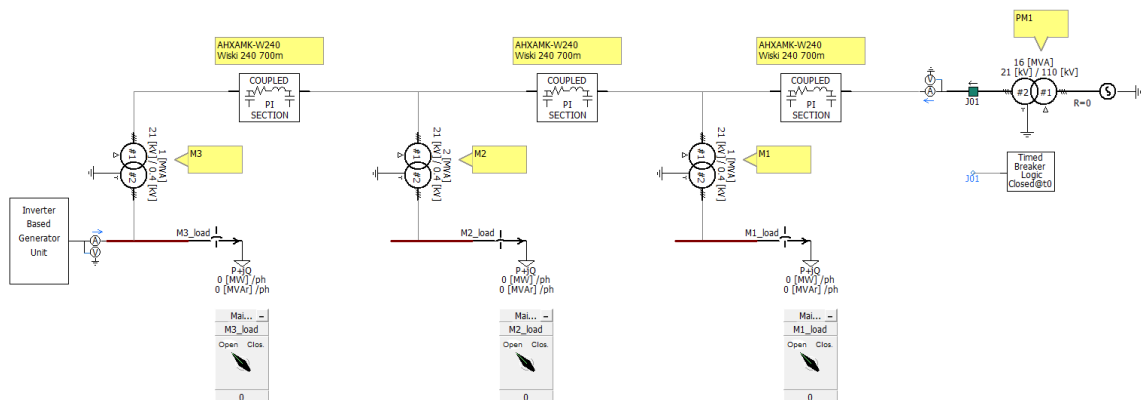 PM1
AHXAMK-W240
Wiski 240 700m
AHXAMK-W240
Wiski 240 700m
AHXAMK-W240
Wiski 240 700m
16 [MVA]
21 [kV] / 110 [kV]
COUPLED
PI
SECTION
COUPLED
PI
SECTION
COUPLED
PI
SECTION
V
A
J01
#2
#1
R=0
S
#1
#2
1 [MVA]
21 [kV] / 0.4 [kV]
M3
#1
#2
2 [MVA]
21 [kV] / 0.4 [kV]
M2
#1
#2
1 [MVA]
21 [kV] / 0.4 [kV]
M1
J01
Timed
Breaker
Logic
Closed@t0
Inverter
Based
Generator
Unit
A
V
M3_load
M2_load
M1_load
P+jQ
0 [MW] /ph
0 [MVAr] /ph
P+jQ
0 [MW] /ph
0 [MVAr] /ph
P+jQ
0 [MW] /ph
0 [MVAr] /ph
Mai...
M3_load
Open Clos.
0
Mai...
M2_load
Open Clos.
0
Mai...
M1_load
Open Clos.
0